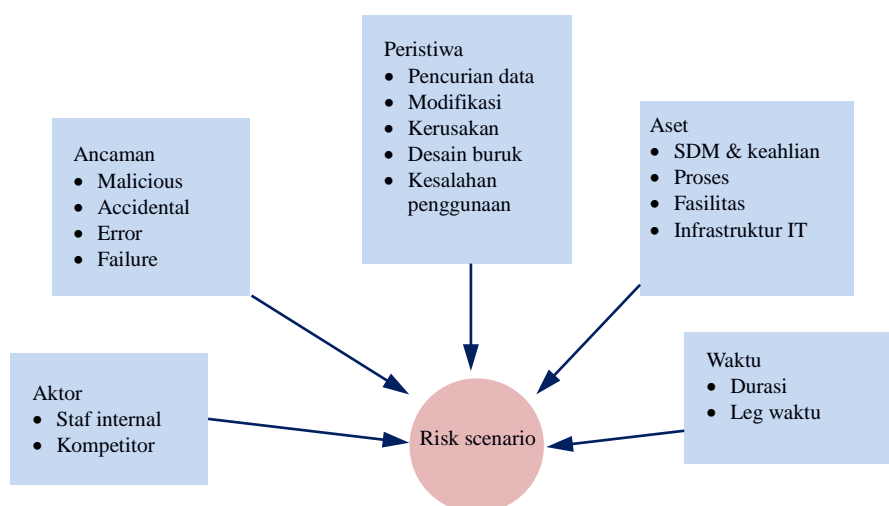 Peristiwa
• Pencurian data
• Modifikasi
• Kerusakan
• Desain buruk
• Kesalahan
penggunaan
Ancaman
• Malicious
• Accidental
• Error
• Failure
Aset
• SDM & keahlian
• Proses
• Fasilitas
• Infrastruktur IT
Aktor
• Staf internal
• Kompetitor
Waktu
• Durasi
• Leg waktu
Risk scenario